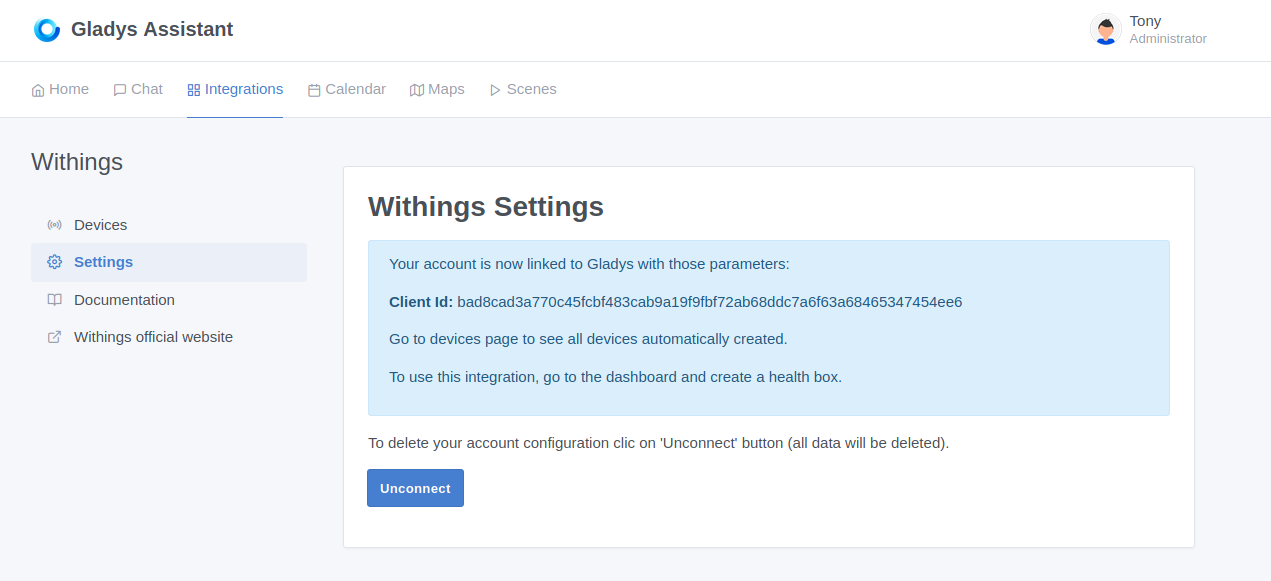 Gladys Assistant
Tony
Administrator
Home
Chat
Integrations
Calendar
Maps
Scenes
Withings
Devices
Settings
Documentation
Withings official website
Withings Settings
Your account is now linked to Gladys with those parameters:
Client Id: bad8cad3a770c45fcbf483cab9a19f9fbf72ab68ddc7a6f63a68465347454ee6
Go to devices page to see all devices automatically created.
To use this integration, go to the dashboard and create a health box.
To delete your account configuration clic on 'Unconnect' button (all data will be deleted).
Unconnect